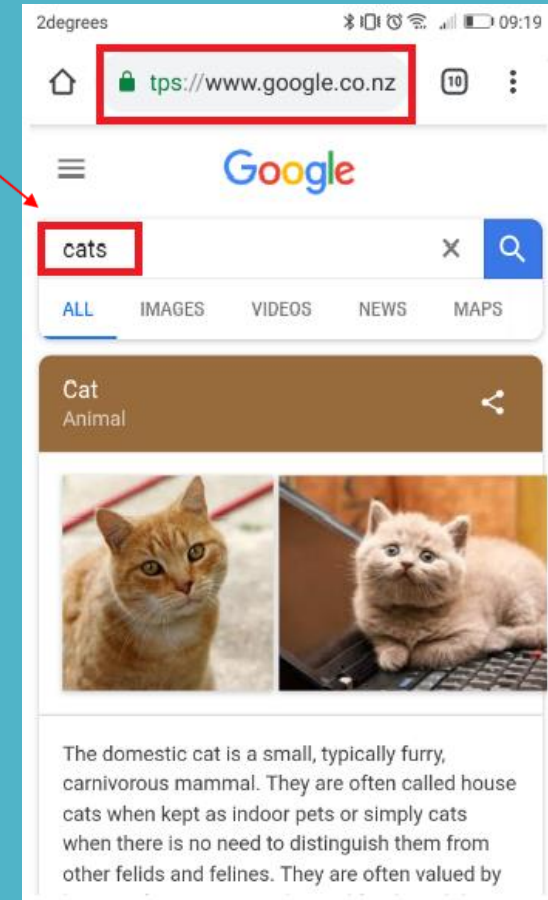 2degrees 09:19
tps://www.google.co.nz 10
Google
cats
ALL IMAGES VIDEOS NEWS MAPS
Cat
Animal
The domestic cat is a small, typically furry,
carnivorous mammal. They are often called house
cats when kept as indoor pets or simply cats
when there is no need to distinguish them from
other felids and felines. They are often valued by